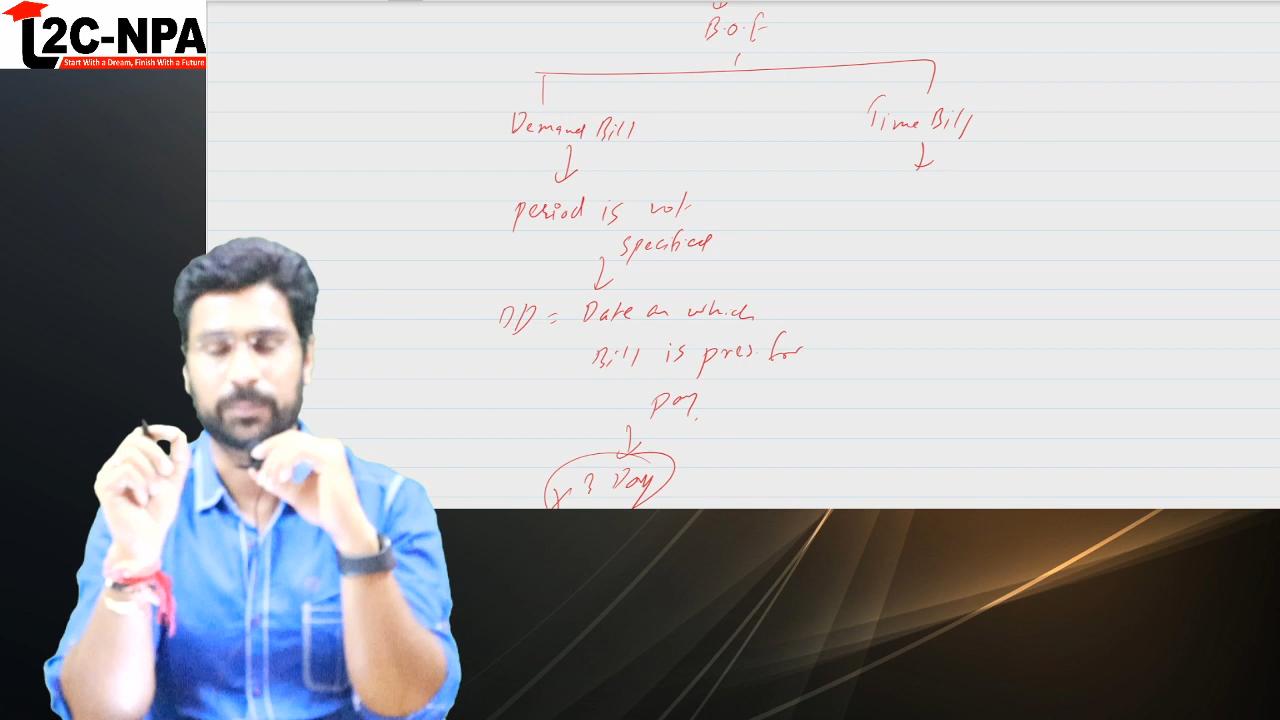 L2C-NPA
Start With a Dream, Finish With a Future
B.O.E
Demand Bill
Time Bill
period is not
specified
DD = Date on which
Bill is pres. for
pay.
x 3 Day